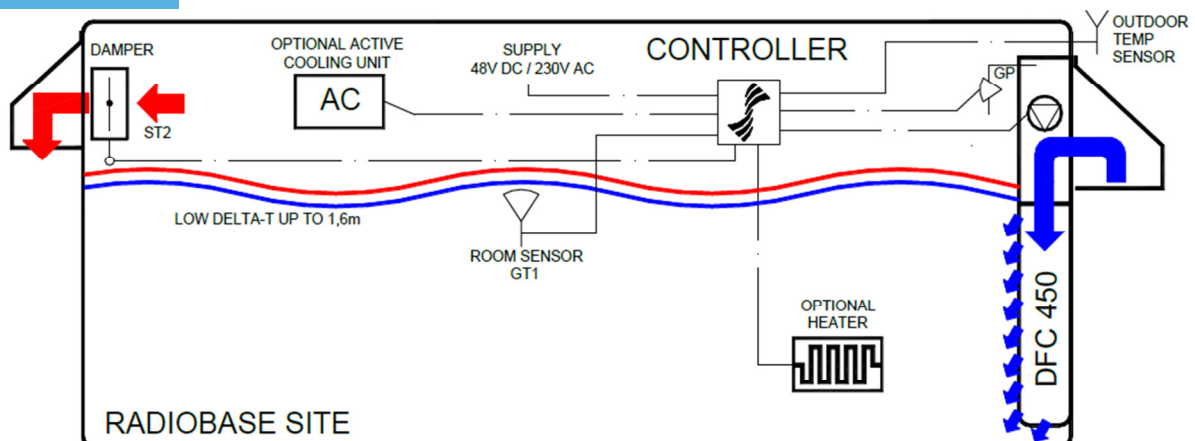 DAMPER
ST2
OPTIONAL ACTIVE
COOLING UNIT
AC
SUPPLY
48V DC / 230V AC
CONTROLLER
GP
OUTDOOR
TEMP
SENSOR
LOW DELTA-T UP TO 1,6m
ROOM SENSOR
GT1
OPTIONAL
HEATER
DFC 450
RADIOBASE SITE